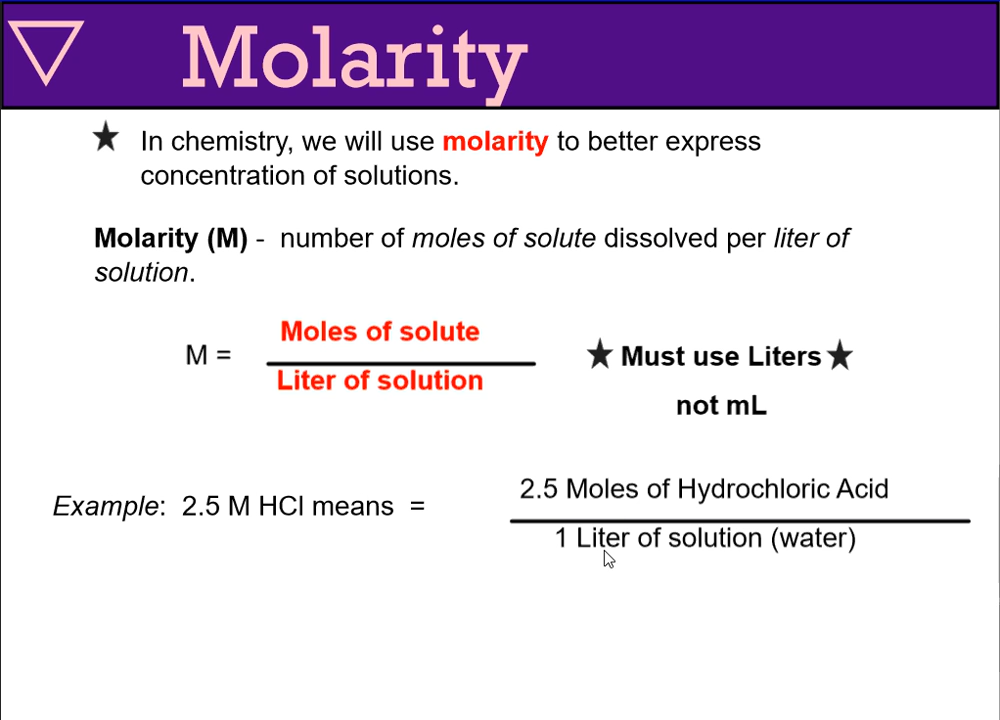 Molarity
★ In chemistry, we will use molarity to better express
concentration of solutions.
Molarity (M) - number of moles of solute dissolved per liter of
solution.
M = Moles of solute
Liter of solution
★ Must use Liters ★
not mL
Example: 2.5 M HCl means =
2.5 Moles of Hydrochloric Acid
1 Liter of solution (water)